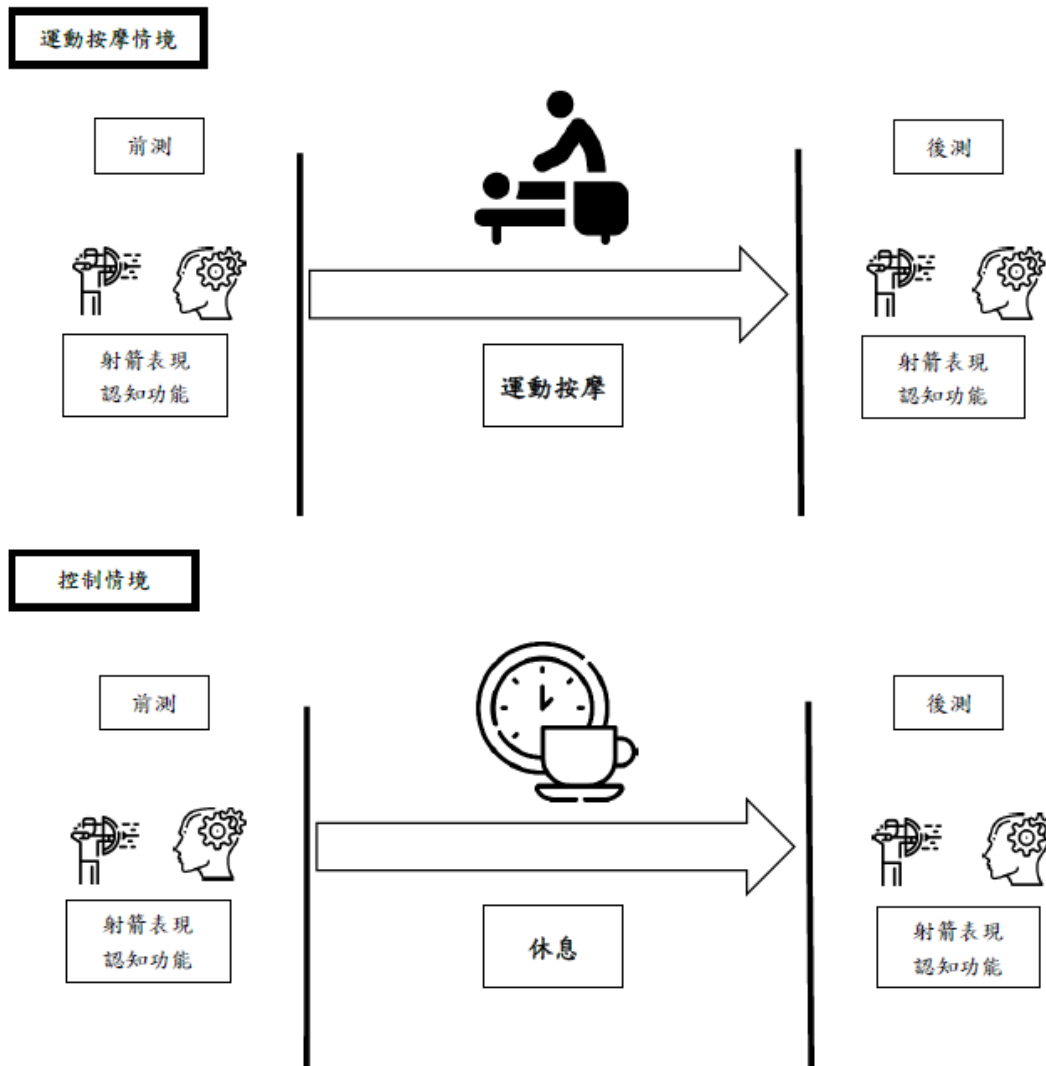 運動按摩情境
前測
後測
射箭表現
認知功能
運動按摩
射箭表現
認知功能
控制情境
前測
後測
射箭表現
認知功能
休息
射箭表現
認知功能